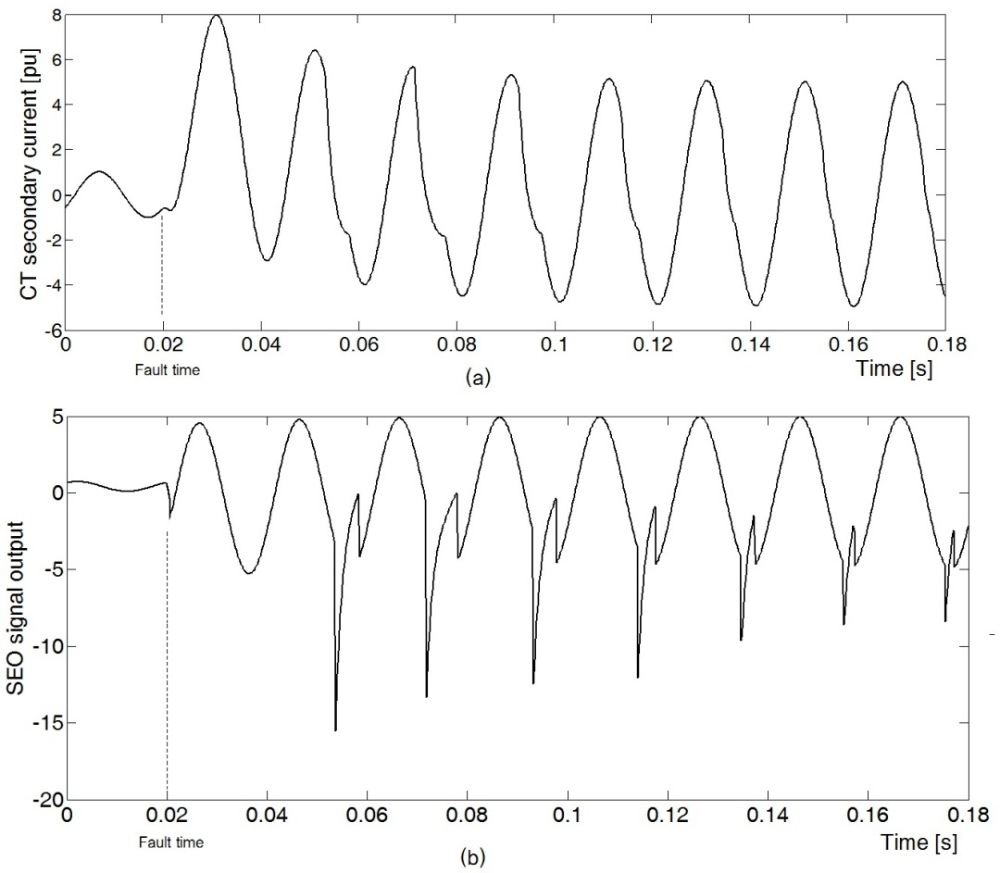 8
6
4
2
0
-2
-4
-6
CT secondary current [pu]
0 0.02 0.04 0.06 0.08 0.1 0.12 0.14 0.16 0.18
Fault time
Time [s]
(a)
5
0
-5
-10
-15
-20
SEO signal output
0 0.02 0.04 0.06 0.08 0.1 0.12 0.14 0.16 0.18
Fault time
Time [s]
(b)